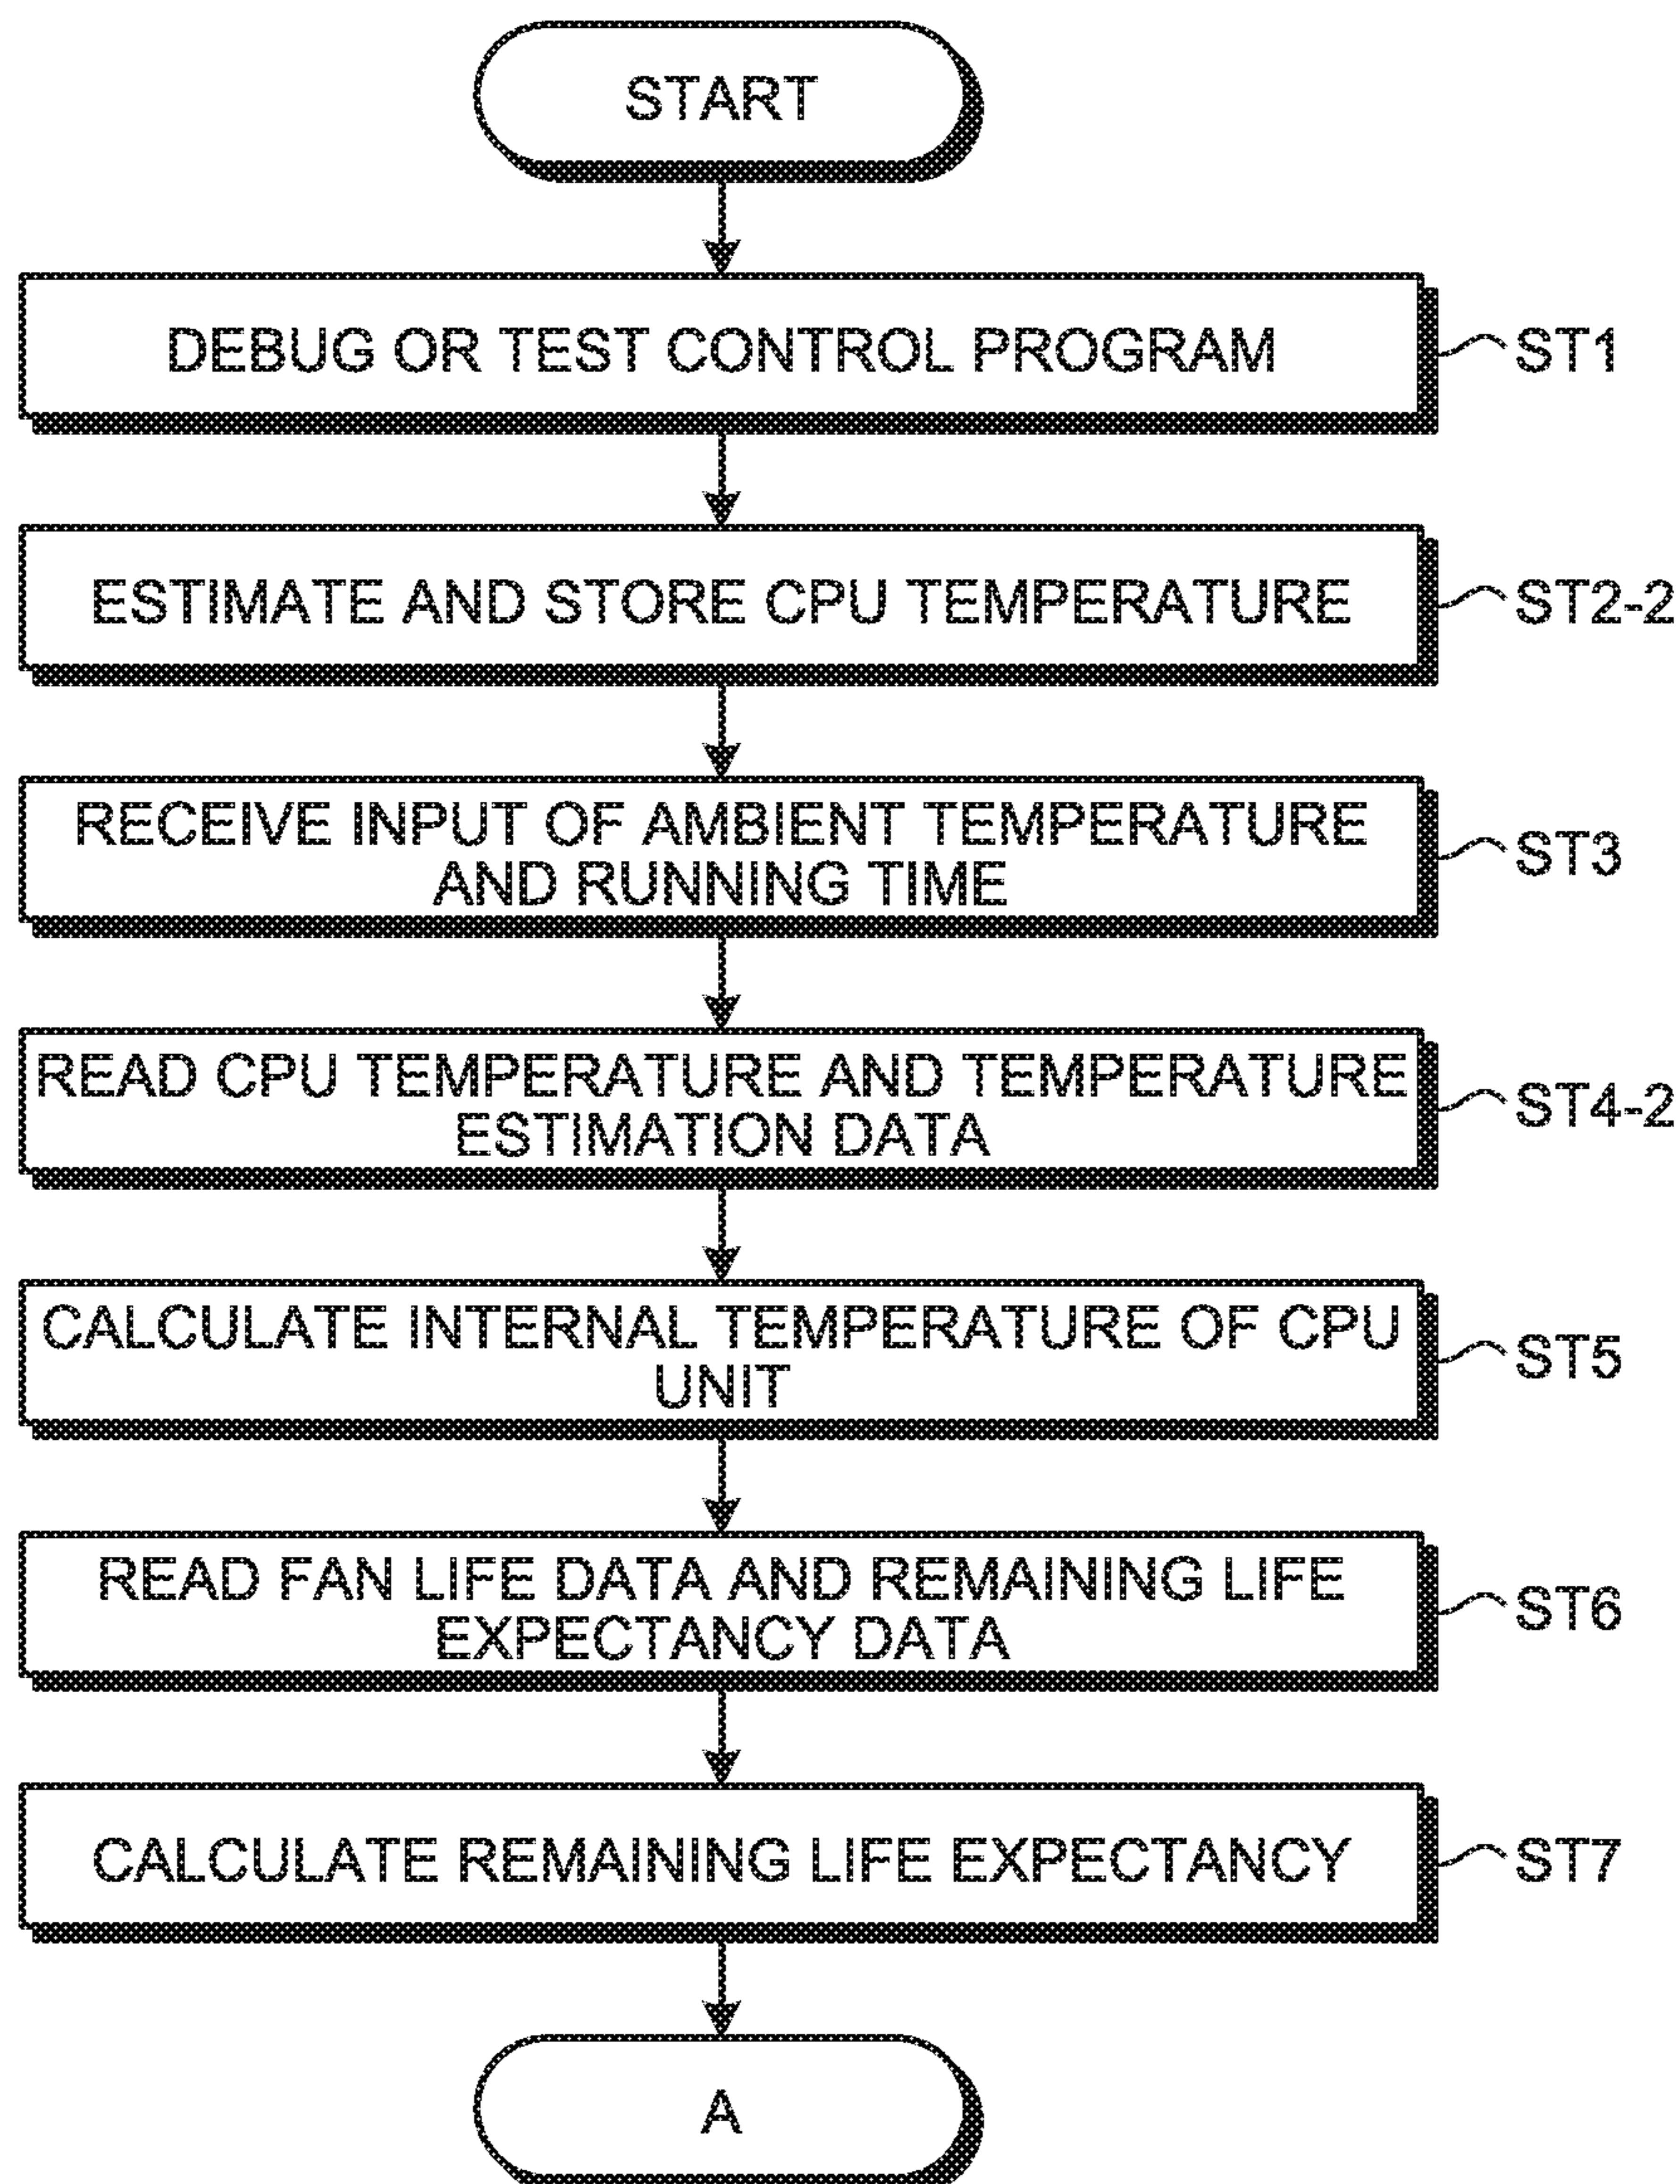 START
DEBUG OR TEST CONTROL PROGRAM
ST1
ESTIMATE AND STORE CPU TEMPERATURE
ST2-2
RECEIVE INPUT OF AMBIENT TEMPERATURE
AND RUNNING TIME
ST3
READ CPU TEMPERATURE AND TEMPERATURE
ESTIMATION DATA
ST4-2
CALCULATE INTERNAL TEMPERATURE OF CPU
UNIT
ST5
READ FAN LIFE DATA AND REMAINING LIFE
EXPECTANCY DATA
ST6
CALCULATE REMAINING LIFE EXPECTANCY
ST7
A